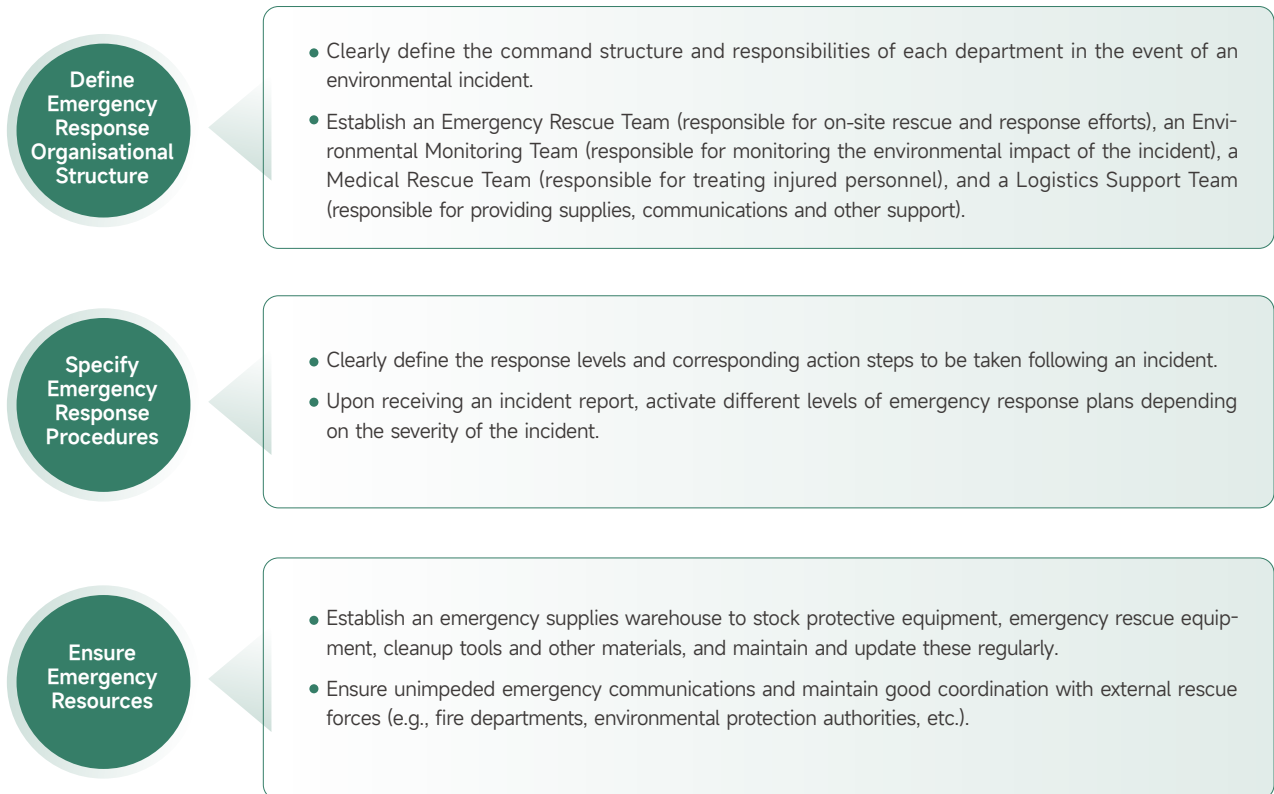 Define
Emergency
Response
Organisational
Structure
• Clearly define the command structure and responsibilities of each department in the event of an
environmental incident.
• Establish an Emergency Rescue Team (responsible for on-site rescue and response efforts), an Envi-
ronmental Monitoring Team (responsible for monitoring the environmental impact of the incident), a
Medical Rescue Team (responsible for treating injured personnel), and a Logistics Support Team
(responsible for providing supplies, communications and other support).
Specify
Emergency
Response
Procedures
• Clearly define the response levels and corresponding action steps to be taken following an incident.
• Upon receiving an incident report, activate different levels of emergency response plans depending
on the severity of the incident.
Ensure
Emergency
Resources
• Establish an emergency supplies warehouse to stock protective equipment, emergency rescue equip-
ment, cleanup tools and other materials, and maintain and update these regularly.
• Ensure unimpeded emergency communications and maintain good coordination with external rescue
forces (e.g., fire departments, environmental protection authorities, etc.).